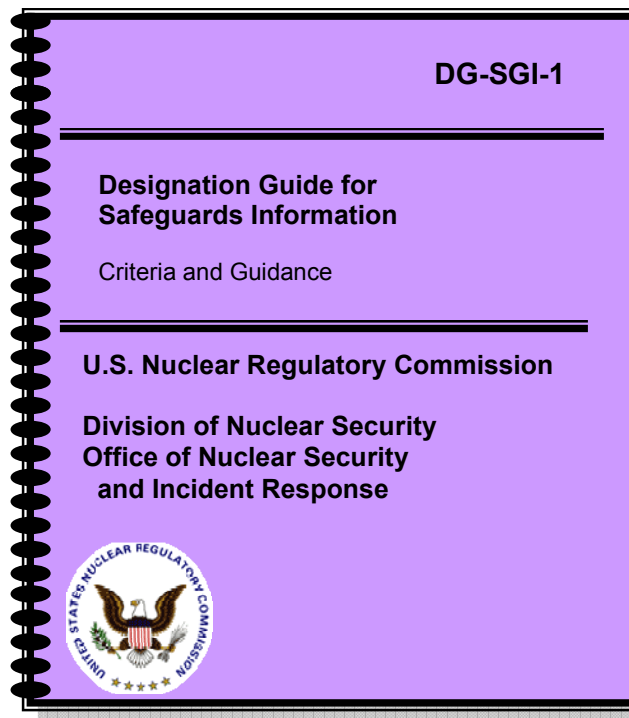 DG-SGI-1
Designation Guide for
Safeguards Information
Criteria and Guidance
U.S. Nuclear Regulatory Commission
Division of Nuclear Security
Office of Nuclear Security
and Incident Response
UNITED STATES NUCLEAR REGULATORY COMMISSION